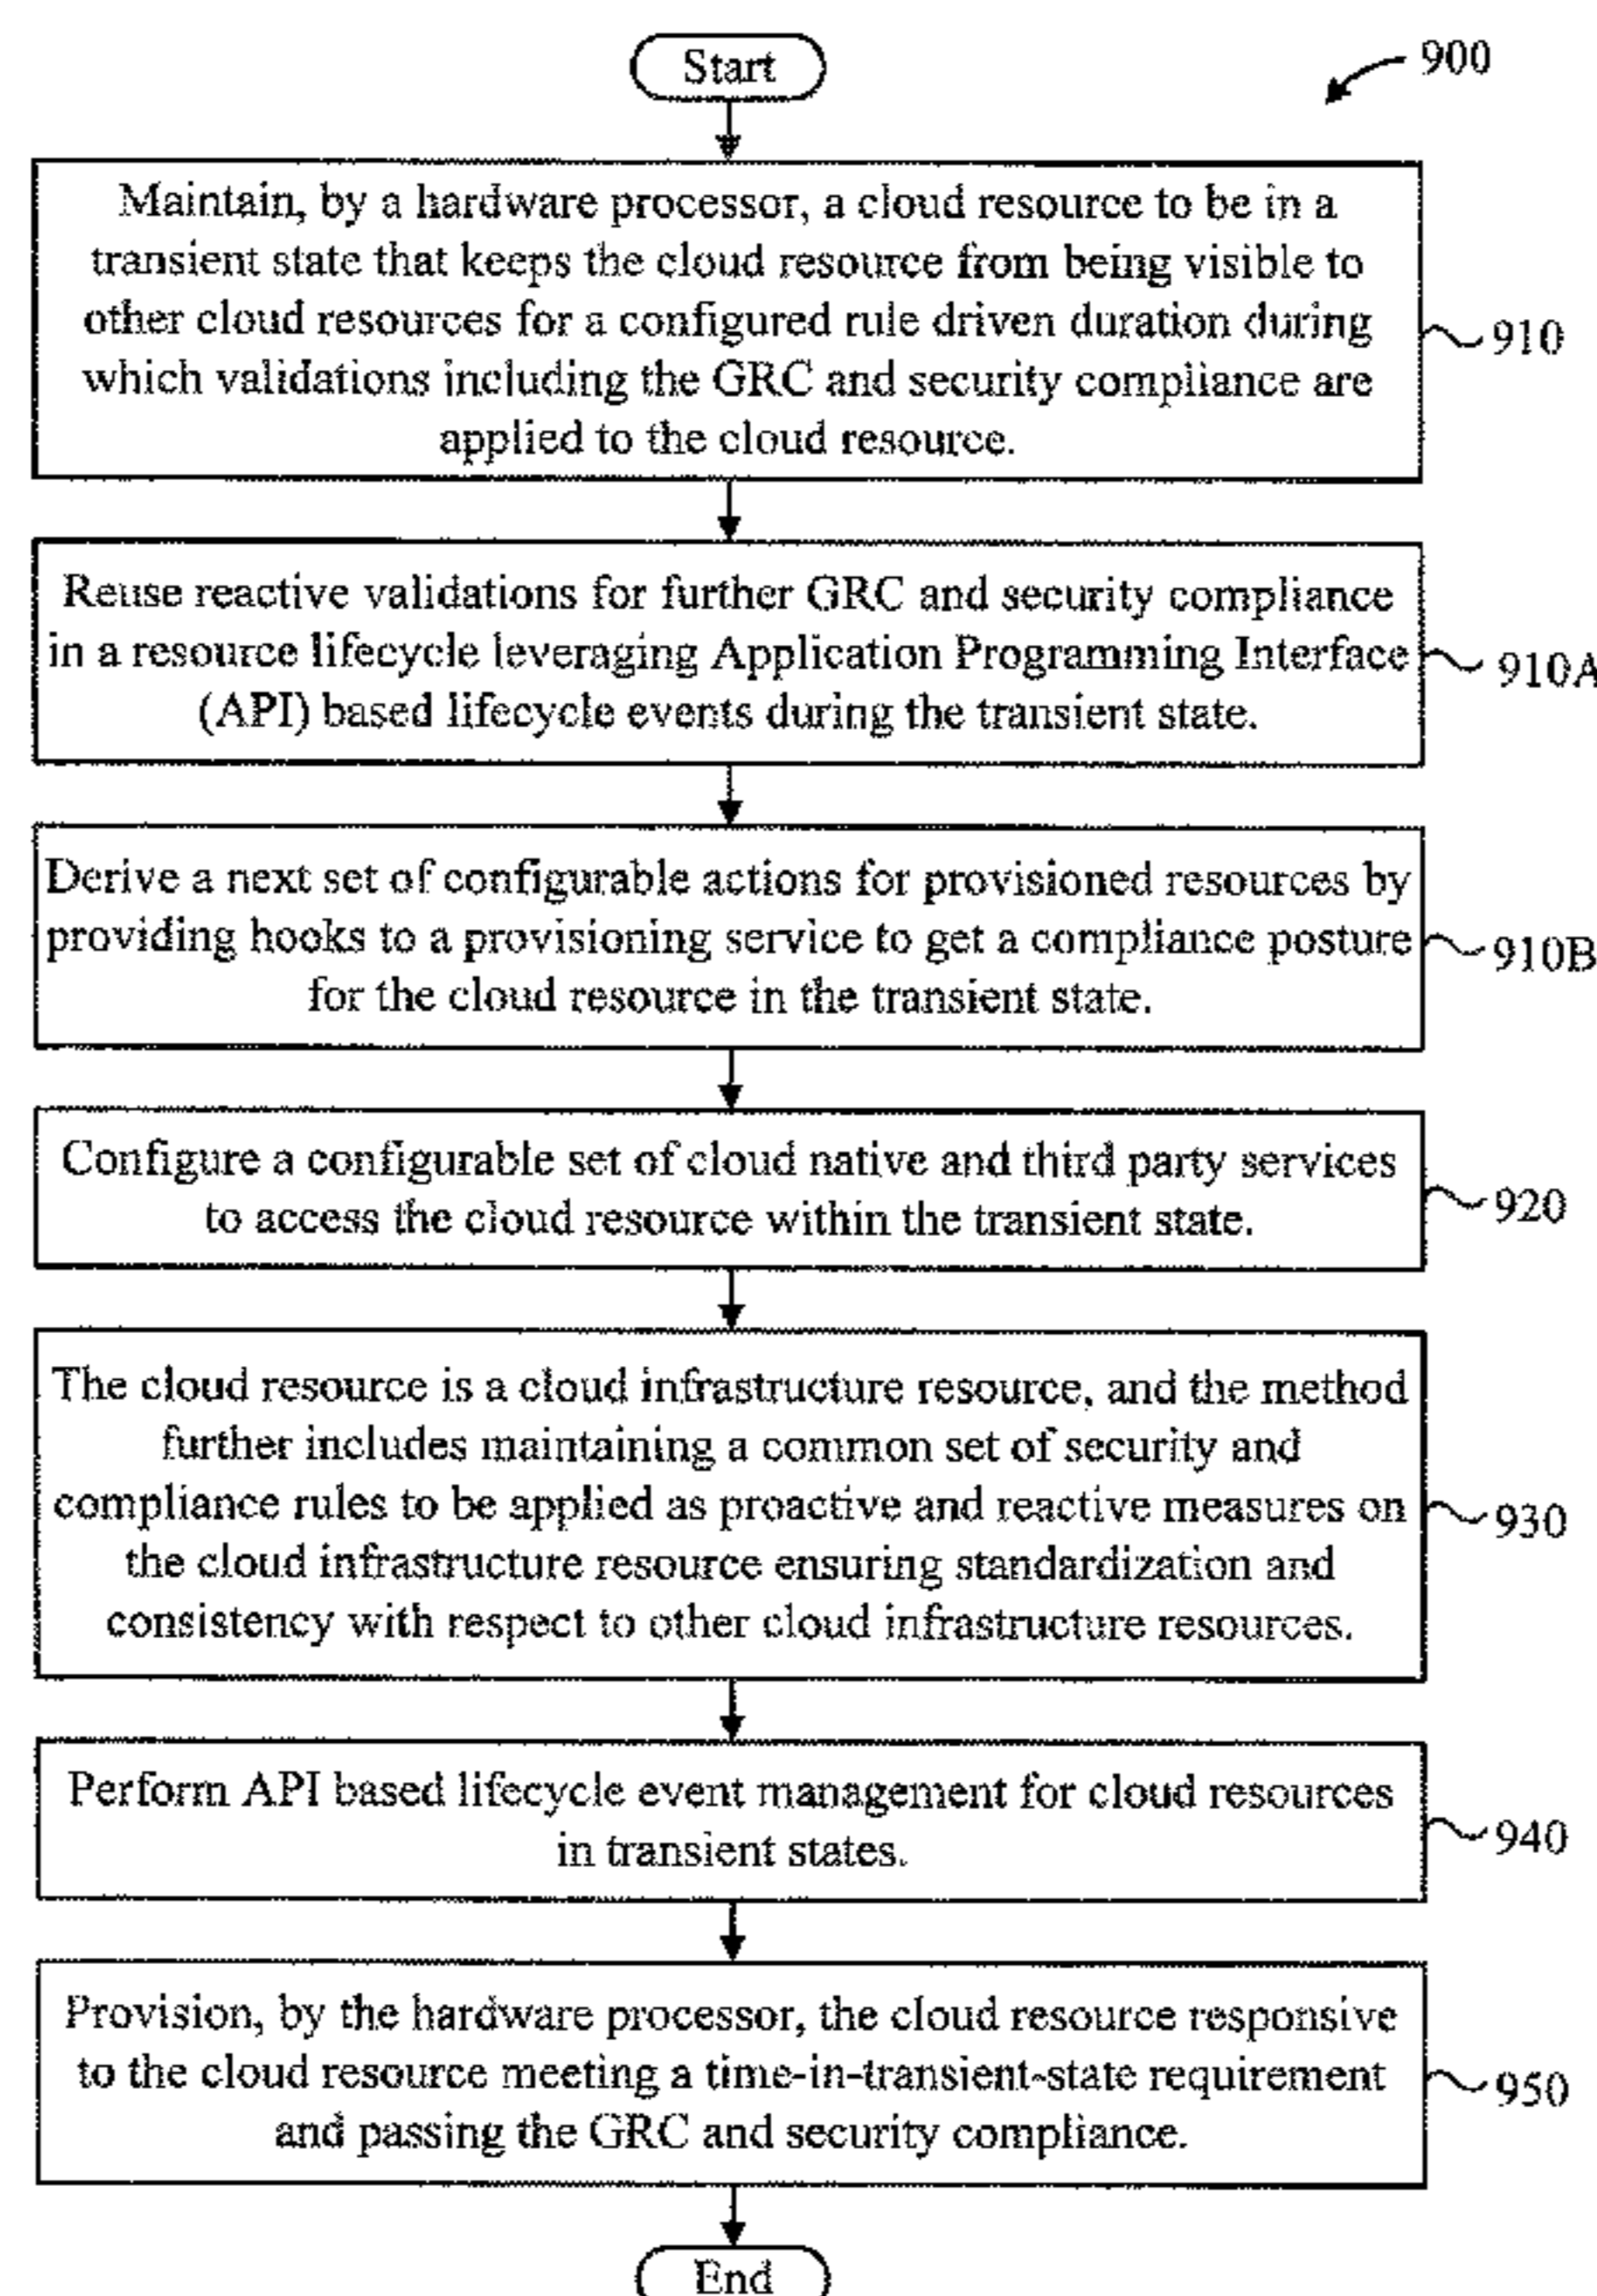 Start
900
Maintain, by a hardware processor, a cloud resource to be in a
transient state that keeps the cloud resource from being visible to
other cloud resources for a configured rule driven duration during
which validations including the GRC and security compliance are
applied to the cloud resource.
910
Reuse reactive validations for further GRC and security compliance
in a resource lifecycle leveraging Application Programming Interface
(API) based lifecycle events during the transient state.
910A
Derive a next set of configurable actions for provisioned resources by
providing hooks to a provisioning service to get a compliance posture
for the cloud resource in the transient state.
910B
Configure a configurable set of cloud native and third party services
to access the cloud resource within the transient state.
920
The cloud resource is a cloud infrastructure resource, and the method
further includes maintaining a common set of security and
compliance rules to be applied as proactive and reactive measures on
the cloud infrastructure resource ensuring standardization and
consistency with respect to other cloud infrastructure resources.
930
Perform API based lifecycle event management for cloud resources
in transient states.
940
Provision, by the hardware processor, the cloud resource responsive
to the cloud resource meeting a time-in-transient-state requirement
and passing the GRC and security compliance.
950
End